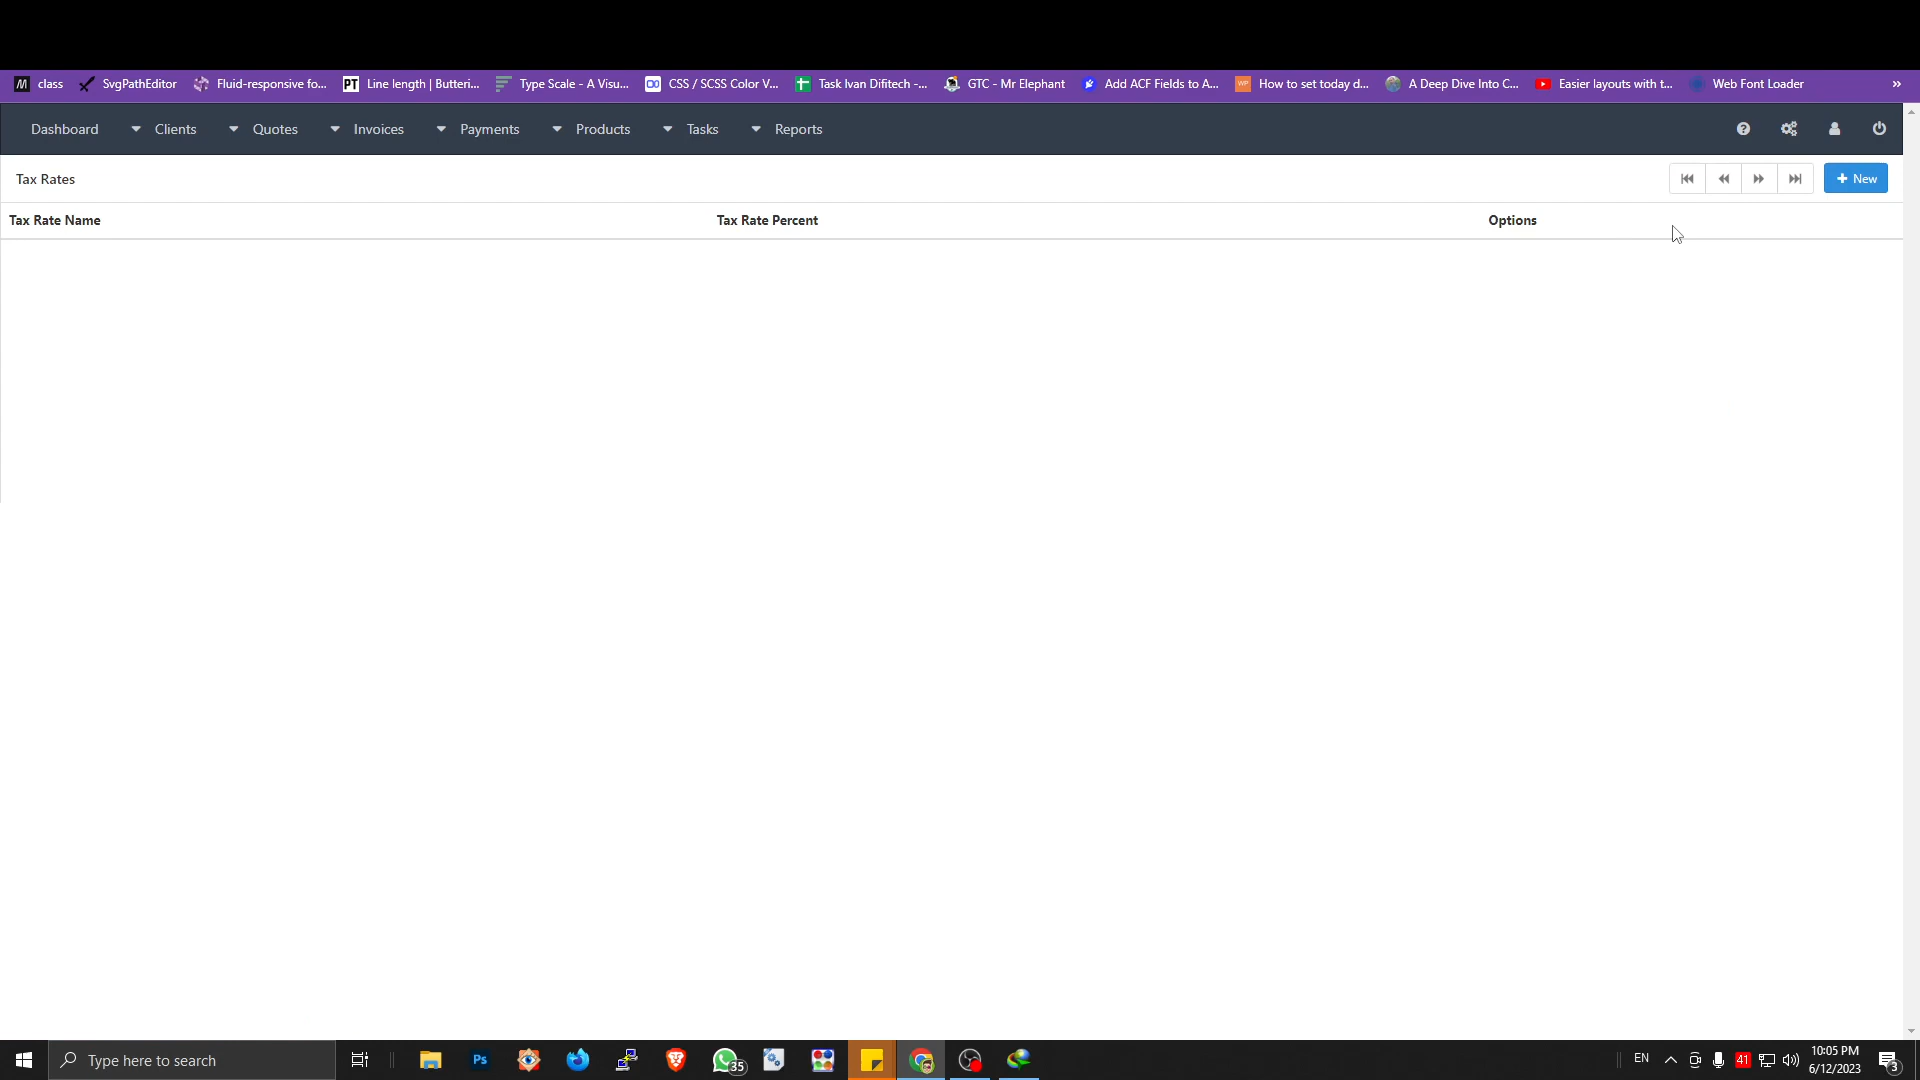 class SvgPathEditor Fluid-responsive fo... PT Line length | Butteri... Type Scale - A Visu... CSS / SCSS Color V... Task Ivan Difitech -... GTC - Mr Elephant Add ACF Fields to A... WP How to set today d... A Deep Dive Into C... Easier layouts with t... Web Font Loader »
Dashboard Clients Quotes Invoices Payments Products Tasks Reports
Tax Rates
+ New
Tax Rate Name Tax Rate Percent Options
Type here to search
Ps
35
EN
41
10:05 PM
6/12/2023
3